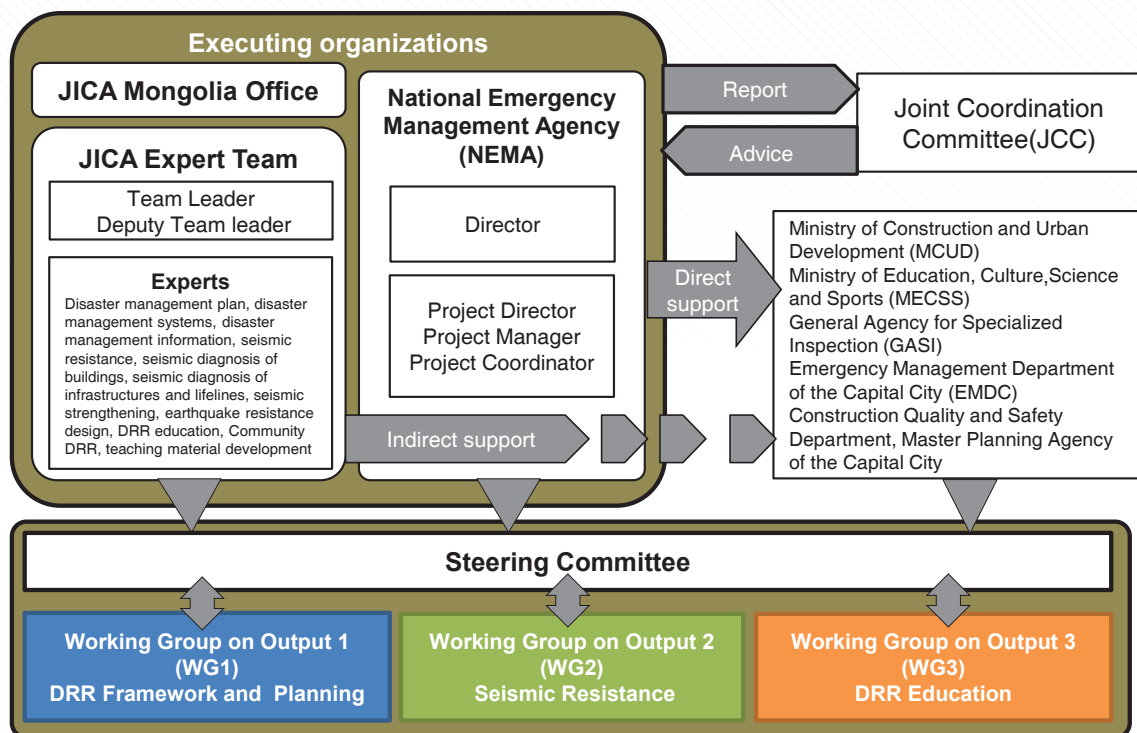 Executing organizations
JICA Mongolia Office
JICA Expert Team
Team Leader
Deputy Team leader
Experts
Disaster management plan, disaster
management systems, disaster
management information, seismic
resistance, seismic diagnosis of
buildings, seismic diagnosis of
infrastructures and lifelines, seismic
strengthening, earthquake resistance
design, DRR education, Community
DRR, teaching material development
National Emergency
Management Agency
(NEMA)
Director
Project Director
Project Manager
Project Coordinator
Indirect support
Report
Advice
Joint Coordination
Committee(JCC)
Direct
support
Ministry of Construction and Urban
Development (MCUD)
Ministry of Education, Culture,Science
and Sports (MECSS)
General Agency for Specialized
Inspection (GASI)
Emergency Management Department
of the Capital City (EMDC)
Construction Quality and Safety
Department, Master Planning Agency
of the Capital City
Steering Committee
Working Group on Output 1
(WG1)
DRR Framework and Planning
Working Group on Output 2
(WG2)
Seismic Resistance
Working Group on Output 3
(WG3)
DRR Education